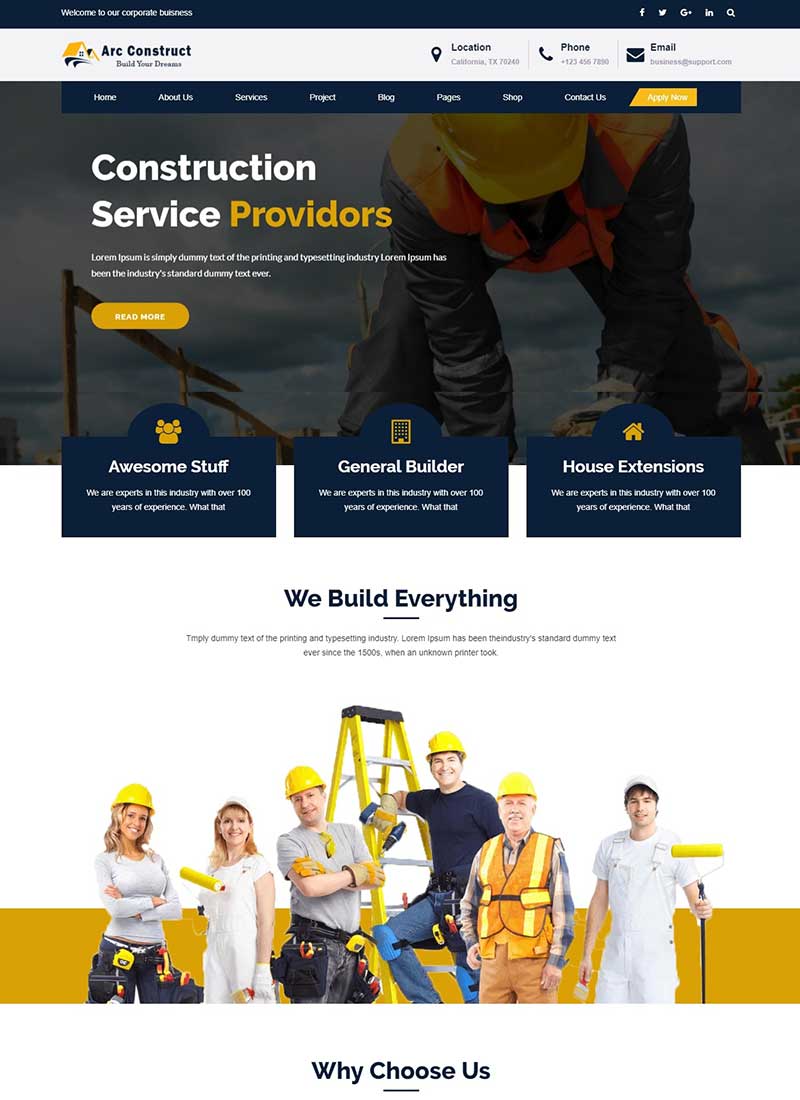 Welcome to our corporate buisness
Arc Construct
Build Your Dreams
Location
California, TX 70240
Phone
+123 456 7890
Email
business@support.com
Home About Us Services Project Blog Pages Shop Contact Us Apply Now
Construction
Service Providors
Lorem Ipsum is simply dummy text of the printing and typesetting industry Lorem Ipsum has
been the industry's standard dummy text ever.
READ MORE
Awesome Stuff
We are experts in this industry with over 100
years of experience. What that
General Builder
We are experts in this industry with over 100
years of experience. What that
House Extensions
We are experts in this industry with over 100
years of experience. What that
We Build Everything
Tmply dummy text of the printing and typesetting industry. Lorem Ipsum has been theindustry's standard dummy text
ever since the 1500s, when an unknown printer took.
Why Choose Us